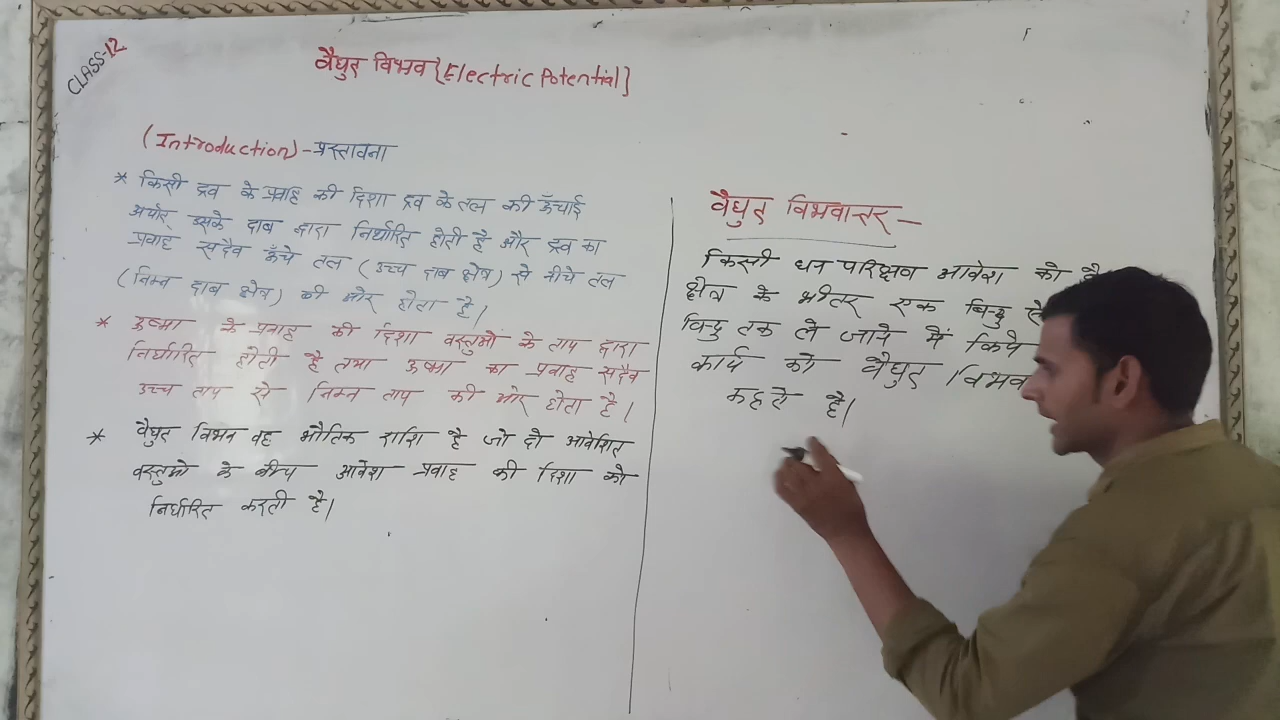 CLASS-12
वैद्युत विभव {Electric Potential}
(Introduction) - प्रस्तावना
* किसी द्रव के प्रवाह की दिशा द्रव के तल की ऊँचाई
अर्थात् उसके दाब द्वारा निर्धारित होती है और द्रव का
प्रवाह सदैव ऊँचे तल (उच्च दाब क्षेत्र) से नीचे तल
(निम्न दाब क्षेत्र) की ओर होता है।
* ऊष्मा के प्रवाह की दिशा वस्तुओं के ताप द्वारा
निर्धारित होती है तथा ऊष्मा का प्रवाह सदैव
उच्च ताप से निम्न ताप की ओर होता है।
* वैद्युत विभव वह भौतिक राशि है जो दो आवेशित
वस्तुओ के बीच आवेश प्रवाह की दिशा को
निर्धारित करती है।
वैद्युत विभवान्तर -
किसी धन परिक्षण आवेश को
क्षेत्र के भीतर एक बिन्दु
बिन्दु तक ले जाने में किये
कार्य को वैद्युत विभव
कहते है।